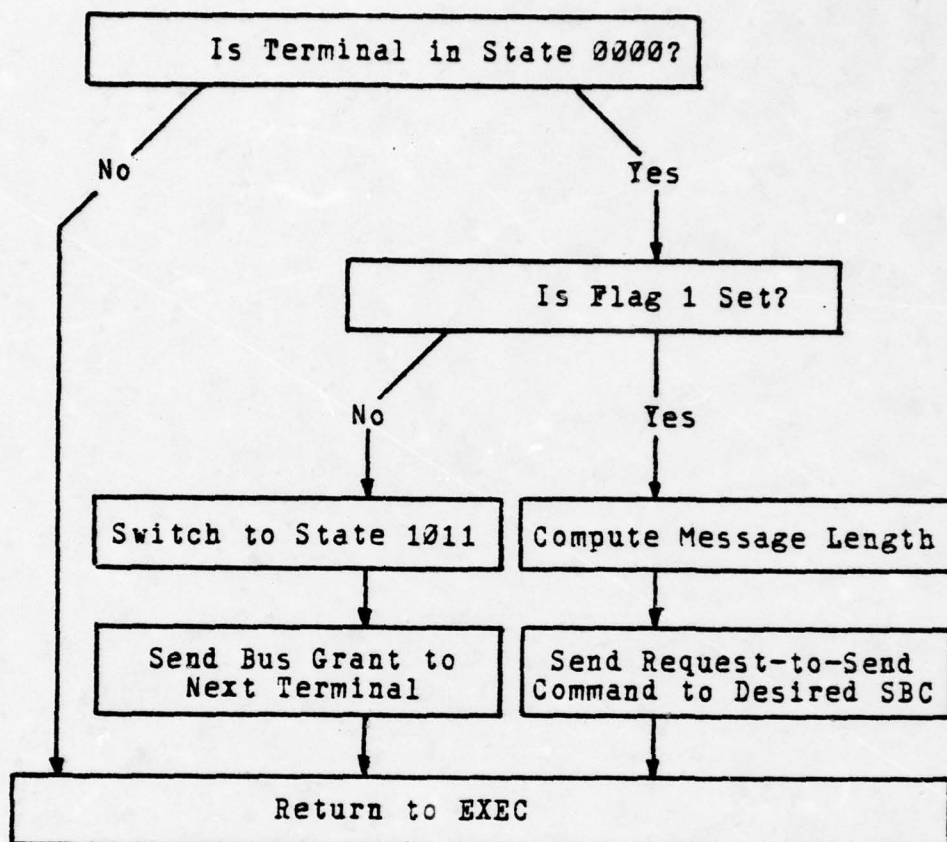 Is Terminal in State 0000?
No
Yes
Is Flag 1 Set?
No
Yes
Switch to State 1011
Compute Message Length
Send Bus Grant to
Next Terminal
Send Request-to-Send
Command to Desired SBC
Return to EXEC